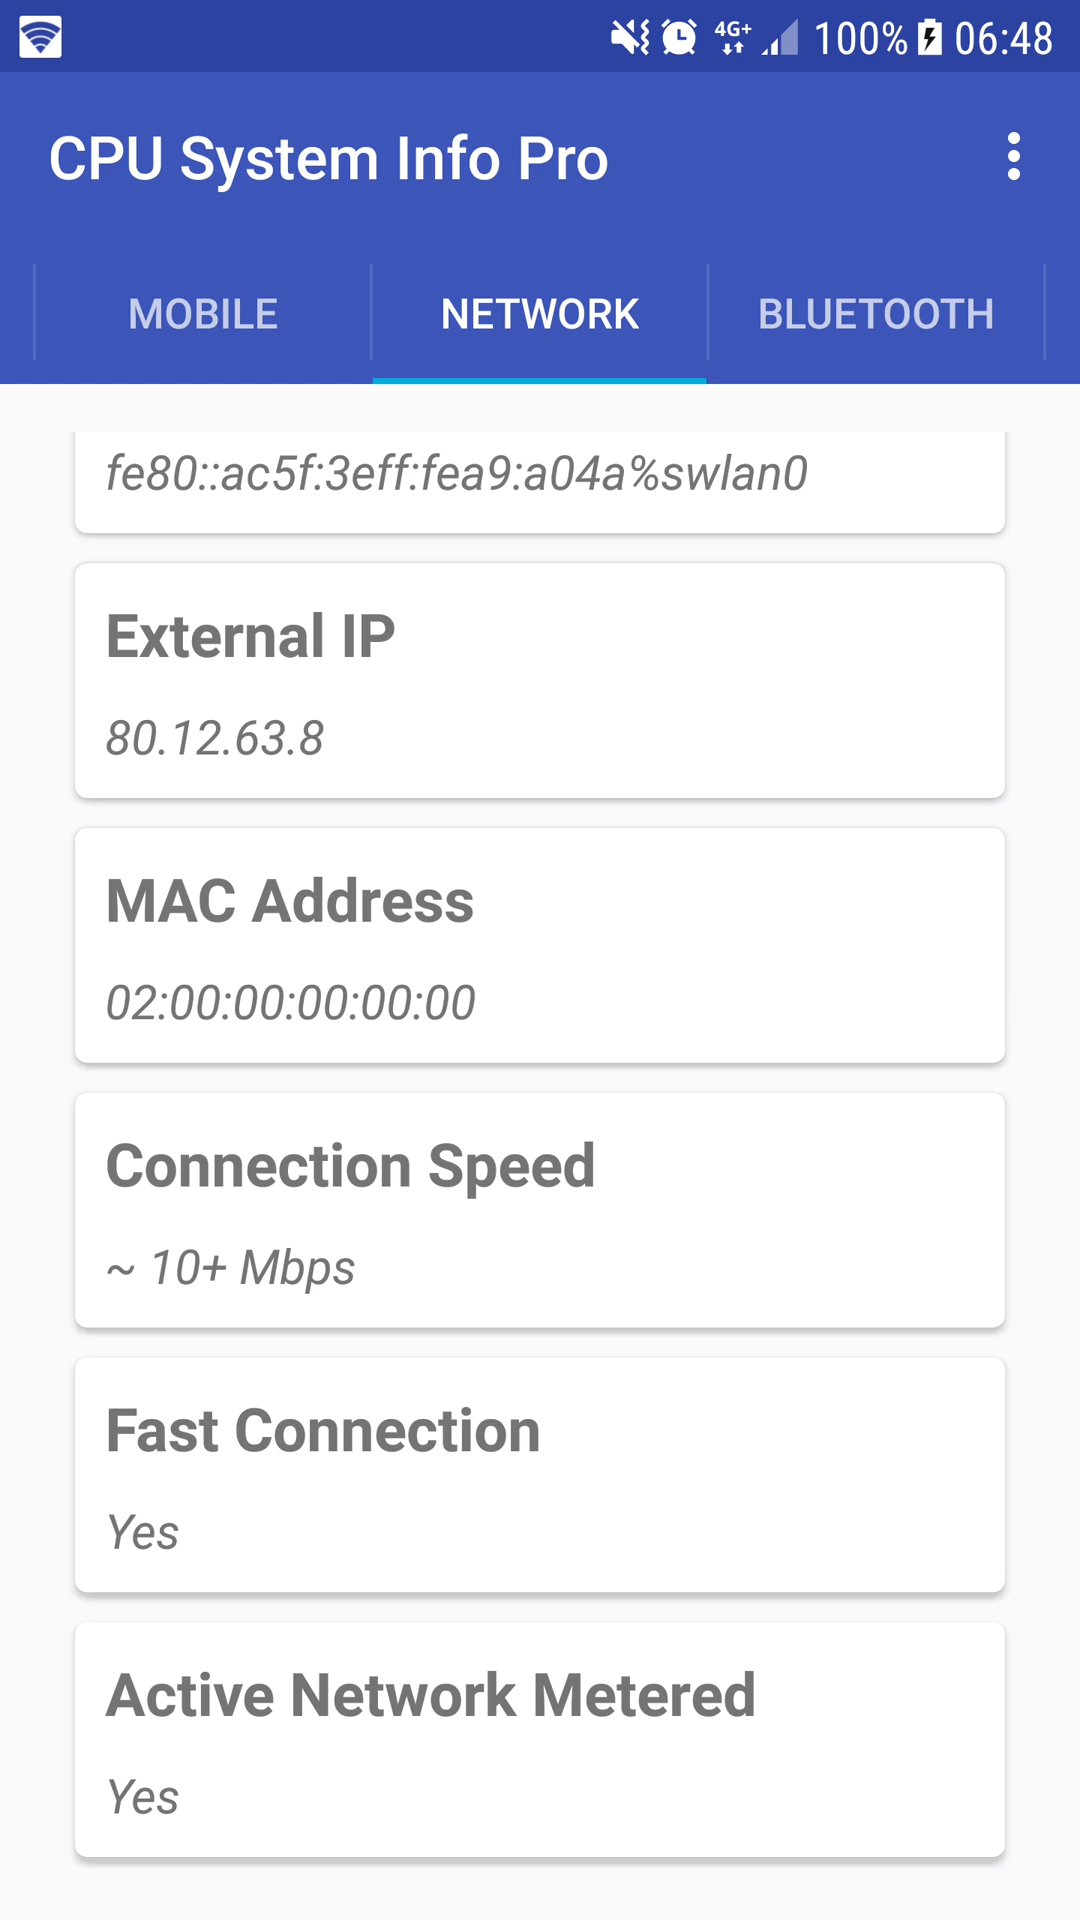 4G+ 100% 06:48
CPU System Info Pro
MOBILE NETWORK BLUETOOTH
fe80::ac5f:3eff:fea9:a04a%swlan0
External IP
80.12.63.8
MAC Address
02:00:00:00:00:00
Connection Speed
~ 10+ Mbps
Fast Connection
Yes
Active Network Metered
Yes